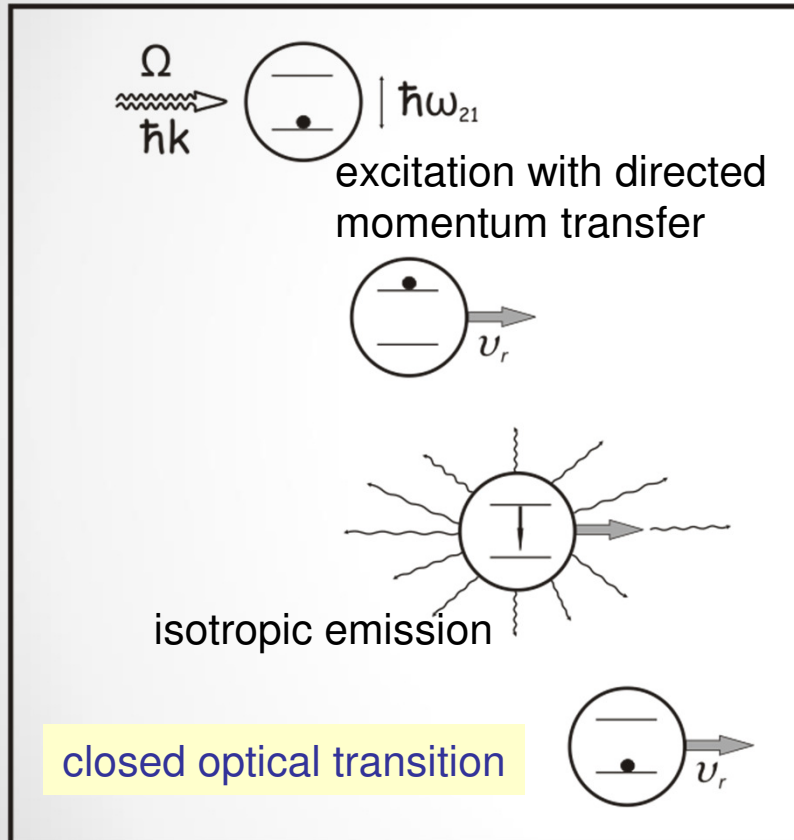 Ω
ħk
ħω₂₁
excitation with directed
momentum transfer
υᵣ
isotropic emission
closed optical transition
υᵣ